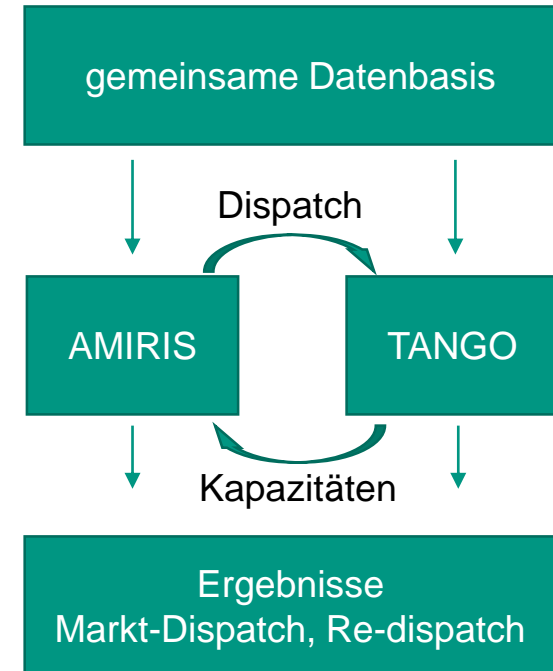 gemeinsame Datenbasis
Dispatch
AMIRIS
TANGO
Kapazitäten
Ergebnisse
Markt-Dispatch, Re-dispatch